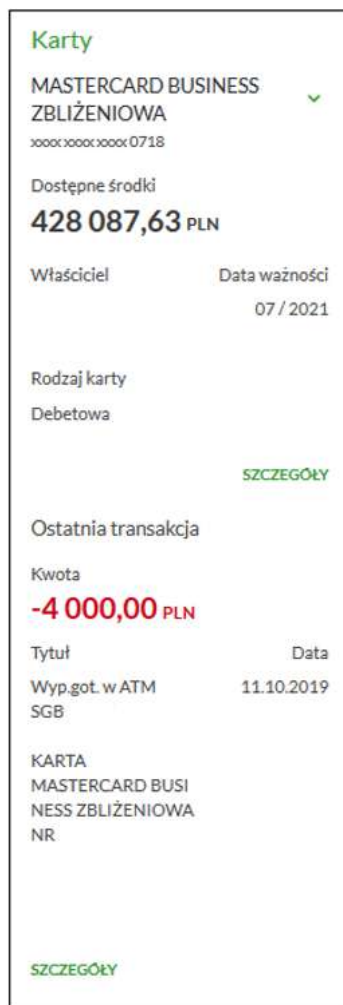 Karty
MASTERCARD BUSINESS
ZBLIŻENIOWA
xxxx xxxx xxxx 0718
Dostępne środki
428 087,63 PLN
Właściciel Data ważności
07 / 2021
Rodzaj karty
Debetowa
SZCZEGÓŁY
Ostatnia transakcja
Kwota
-4 000,00 PLN
Tytuł Data
Wyp.got. w ATM 11.10.2019
SGB
KARTA
MASTERCARD BUSI
NESS ZBLIŻENIOWA
NR
SZCZEGÓŁY